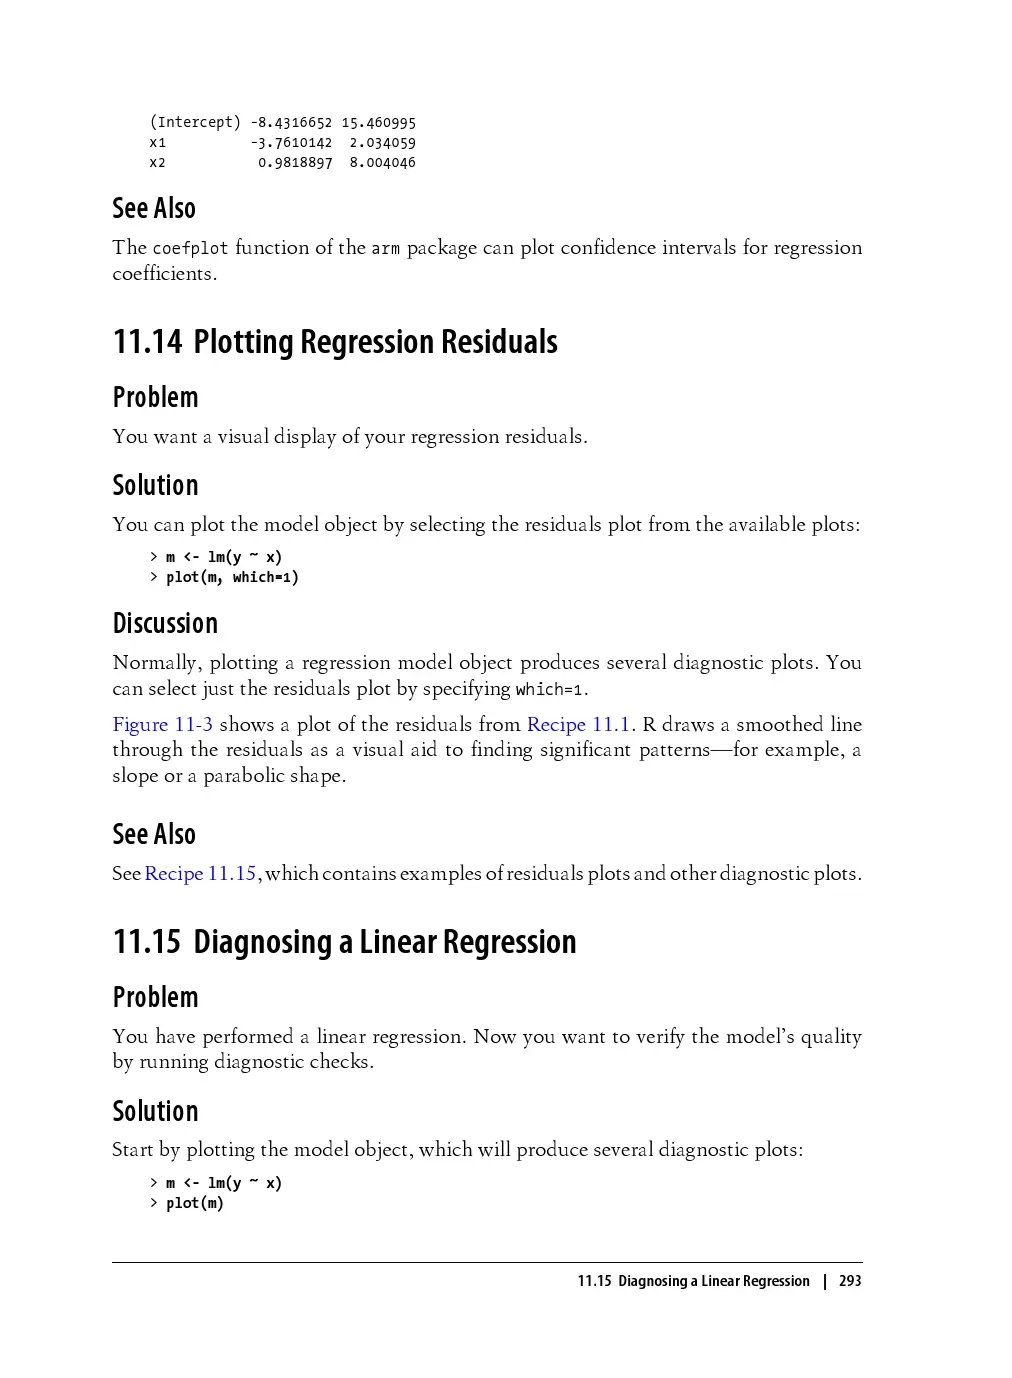 (Intercept) -8.4316652 15.460995
x1          -3.7610142  2.034059
x2           0.9818897  8.004046
See Also
The coefplot function of the arm package can plot confidence intervals for regression
coefficients.
11.14 Plotting Regression Residuals
Problem
You want a visual display of your regression residuals.
Solution
You can plot the model object by selecting the residuals plot from the available plots:
> m <- lm(y ~ x)
> plot(m, which=1)
Discussion
Normally, plotting a regression model object produces several diagnostic plots. You
can select just the residuals plot by specifying which=1.
Figure 11-3 shows a plot of the residuals from Recipe 11.1. R draws a smoothed line
through the residuals as a visual aid to finding significant patterns—for example, a
slope or a parabolic shape.
See Also
See Recipe 11.15, which contains examples of residuals plots and other diagnostic plots.
11.15 Diagnosing a Linear Regression
Problem
You have performed a linear regression. Now you want to verify the model’s quality
by running diagnostic checks.
Solution
Start by plotting the model object, which will produce several diagnostic plots:
> m <- lm(y ~ x)
> plot(m)
11.15 Diagnosing a Linear Regression | 293